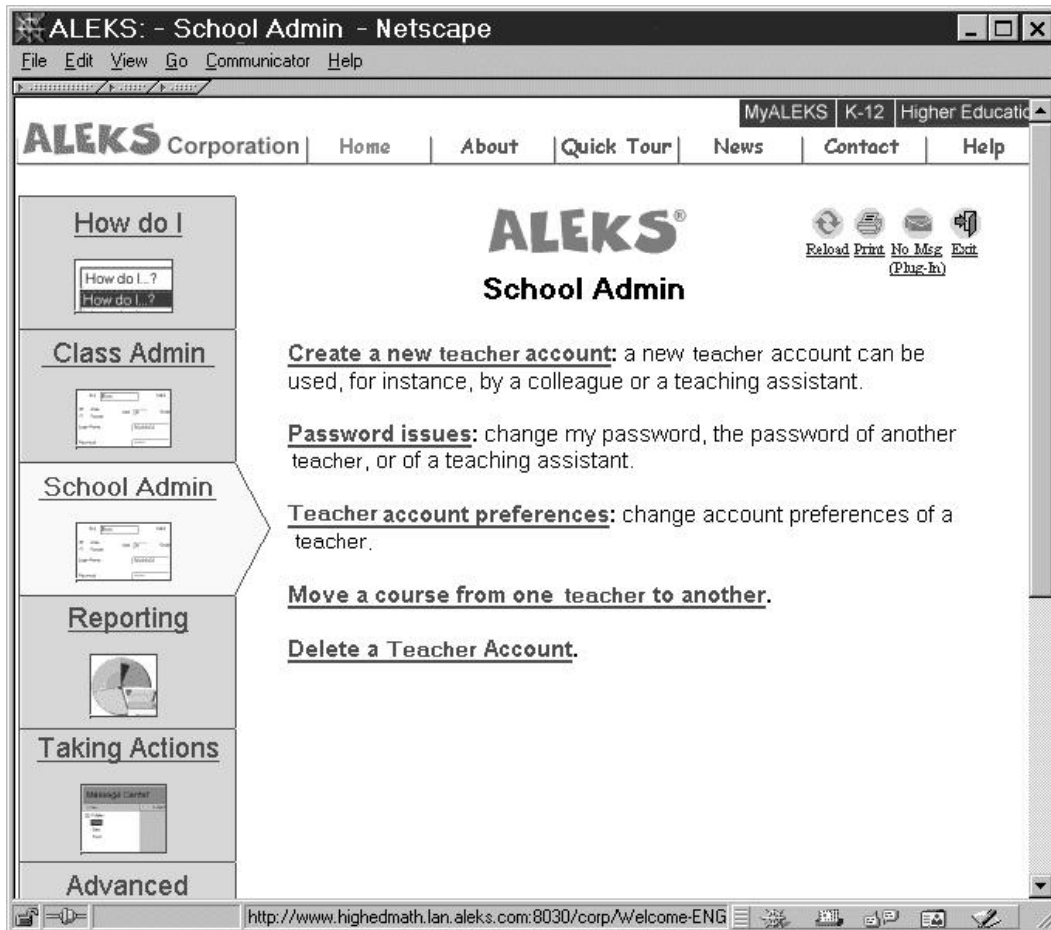 ALEKS: - School Admin - Netscape
File Edit View Go Communicator Help
MyALEKS K-12 Higher Educatio
ALEKS Corporation Home About Quick Tour News Contact Help
How do I
How do I...?
How do I...?
Class Admin
School Admin
Reporting
Taking Actions
Message Center
Advanced
ALEKS®
School Admin
Reload Print No Msg Exit
(Plug-In)
Create a new teacher account: a new teacher account can be
used, for instance, by a colleague or a teaching assistant.
Password issues: change my password, the password of another
teacher, or of a teaching assistant.
Teacher account preferences: change account preferences of a
teacher.
Move a course from one teacher to another.
Delete a Teacher Account.
http://www.highedmath.lan.aleks.com:8030/corp/Welcome-ENG